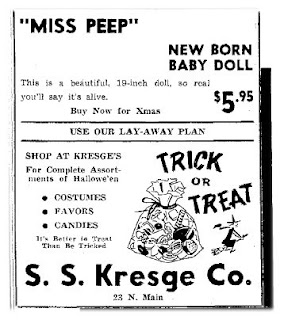 "MISS PEEP"
NEW BORN
BABY DOLL
This is a beautiful, 19-inch doll, so real
you'll say it's alive.
Buy Now for Xmas
$5.95
USE OUR LAY-AWAY PLAN
SHOP AT KRESGE'S
For Complete Assort-
ments of Hallowe'en
• COSTUMES
• FAVORS
• CANDIES
It's Better to Treat
Than Be Tricked
TRICK
OR
TREAT
S. S. Kresge Co.
23 N. Main